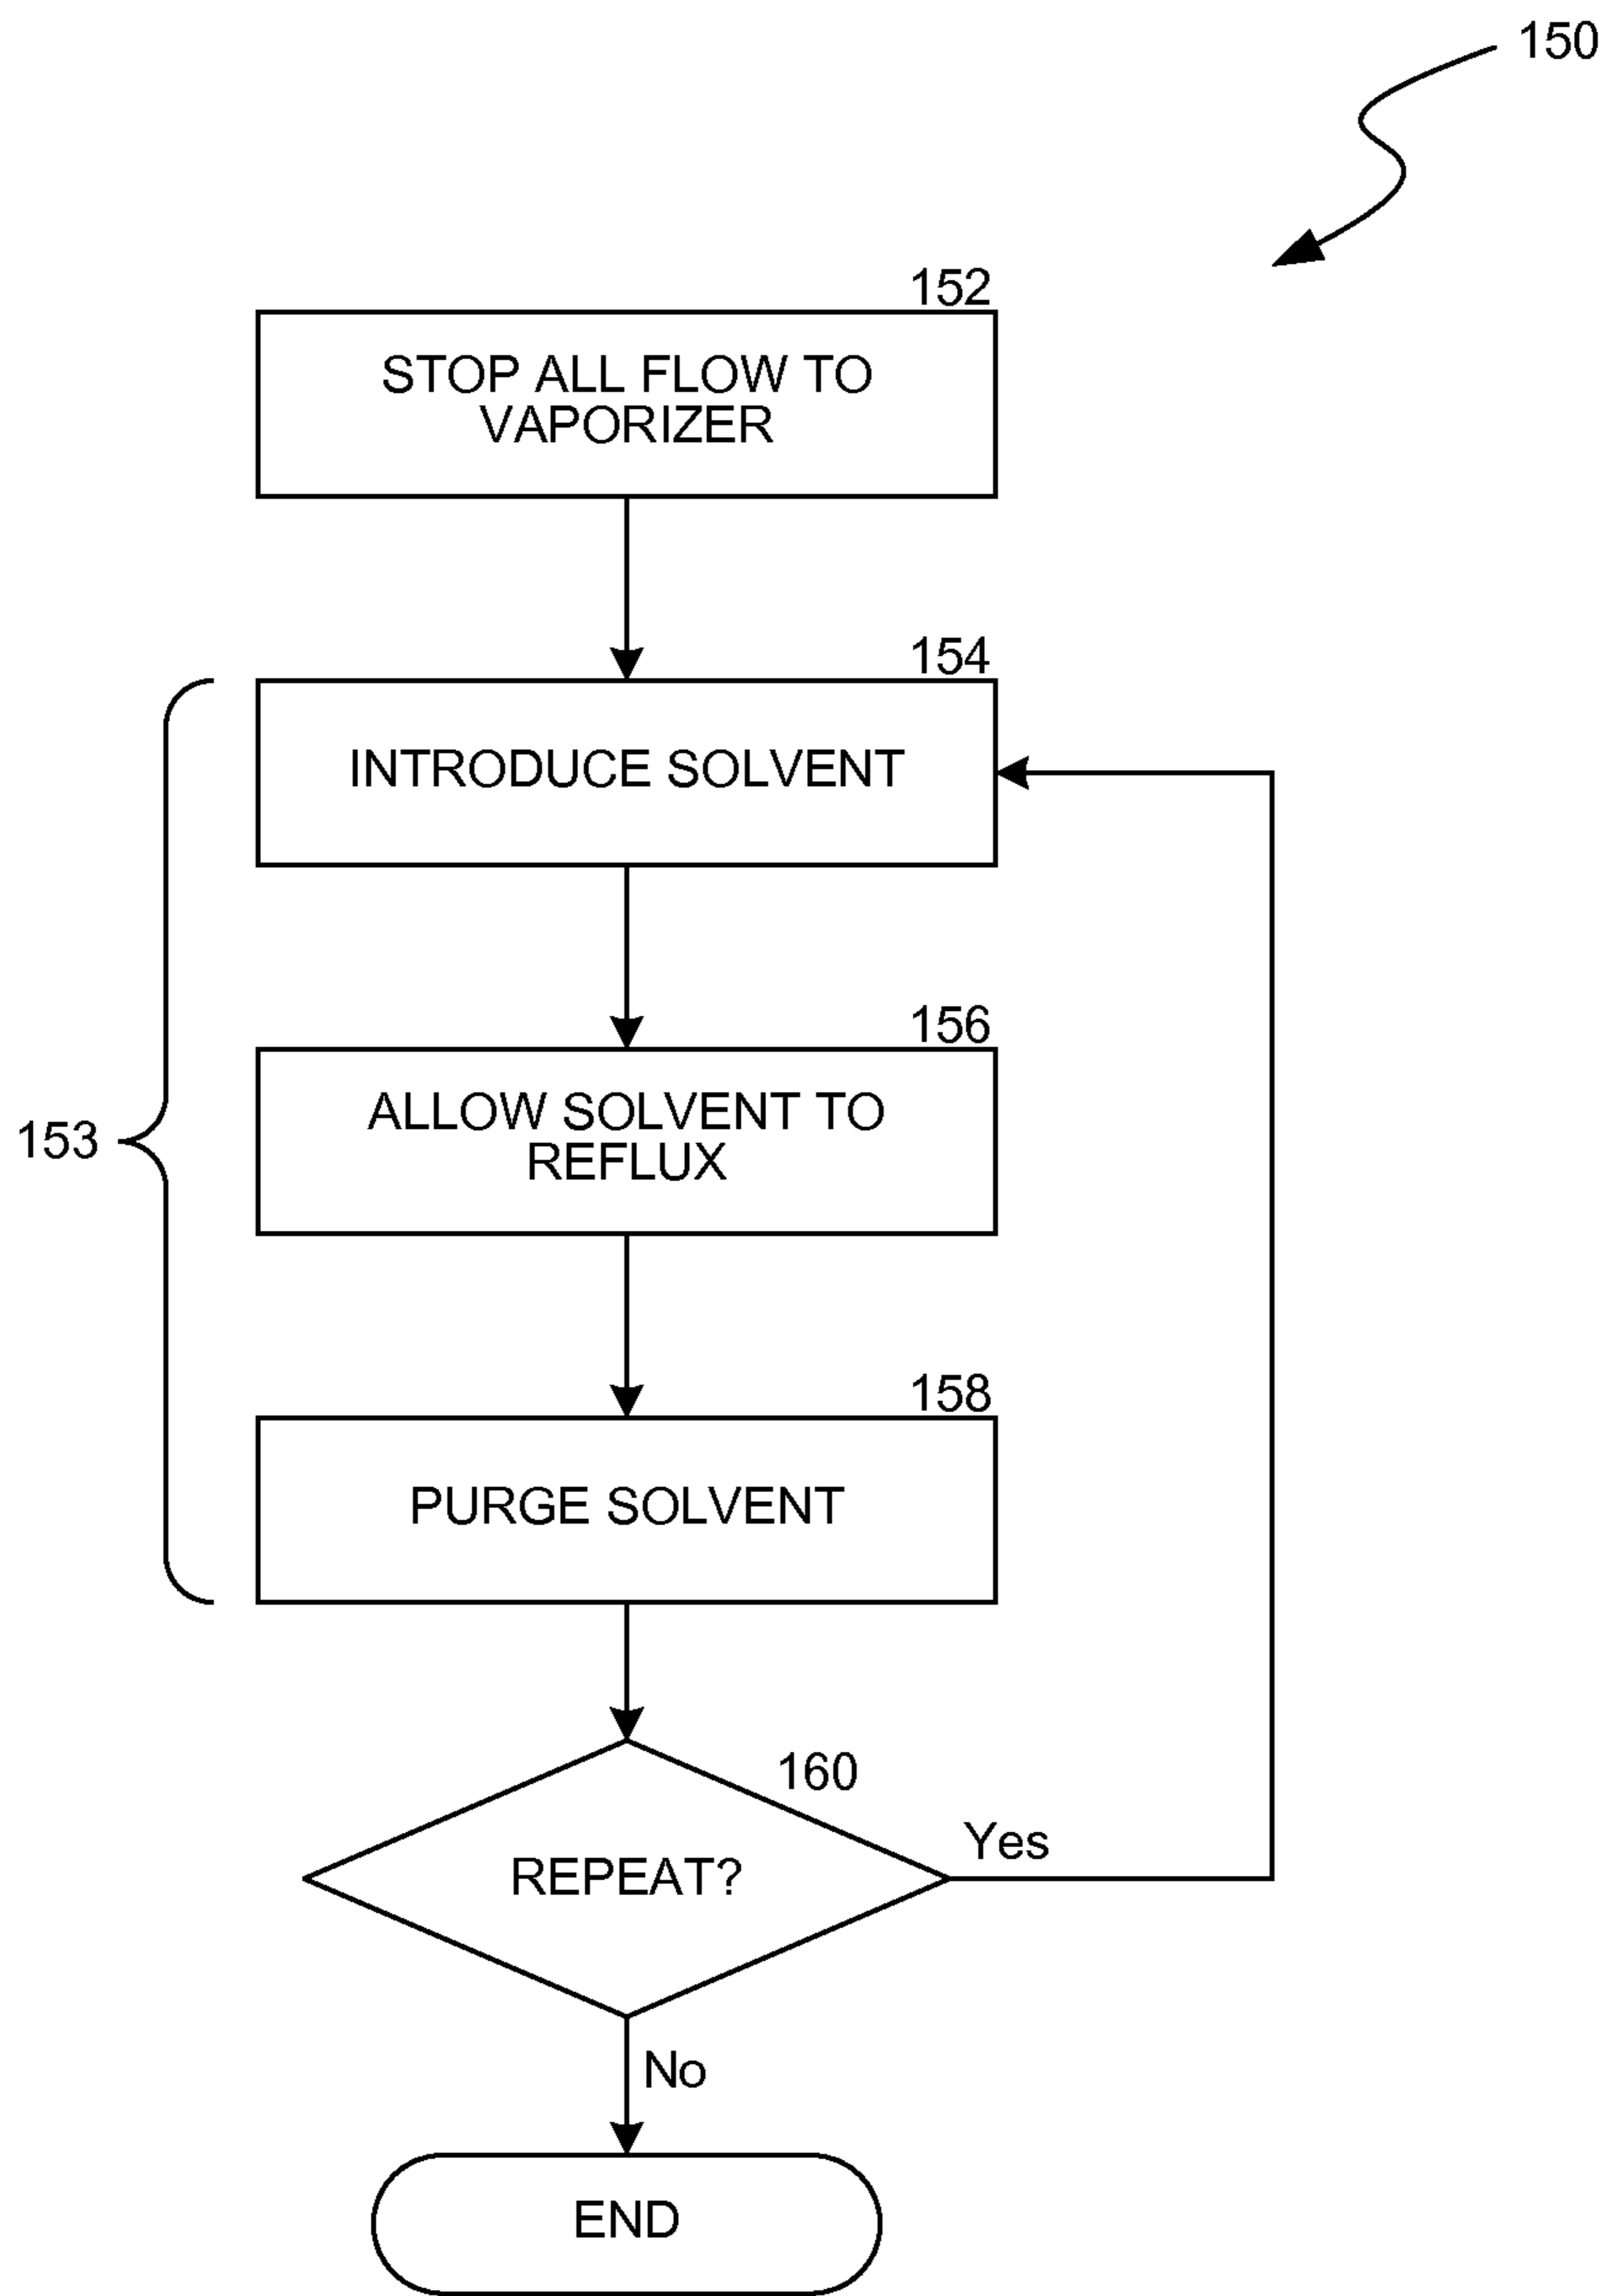 150
152
STOP ALL FLOW TO
VAPORIZER
154
INTRODUCE SOLVENT
156
ALLOW SOLVENT TO
REFLUX
153
158
PURGE SOLVENT
160
REPEAT?
Yes
No
END